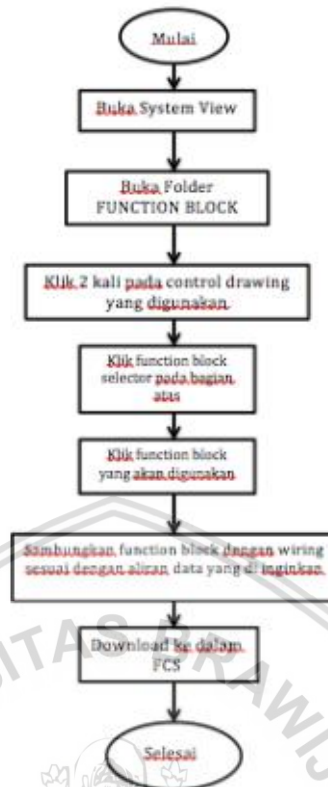 Mulai
Buka System View
Buka Folder
FUNCTION BLOCK
Klik 2 kali pada control drawing
yang digunakan
Klik function block
selector pada bagian
atas
Klik function block
yang akan digunakan
Sambungkan function block dengan wiring
sesuai dengan aliran data yang di inginkan
Download ke dalam
FCS
Selesai
ITAS BRAWIJ